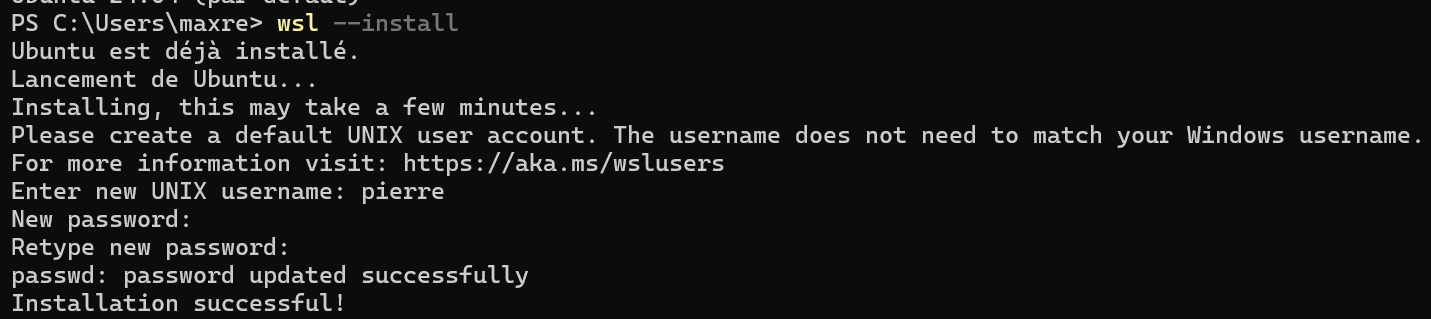 PS C:\Users\maxre> wsl --install
Ubuntu est déjà installé.
Lancement de Ubuntu...
Installing, this may take a few minutes...
Please create a default UNIX user account. The username does not need to match your Windows username.
For more information visit: https://aka.ms/wslusers
Enter new UNIX username: pierre
New password:
Retype new password:
passwd: password updated successfully
Installation successful!